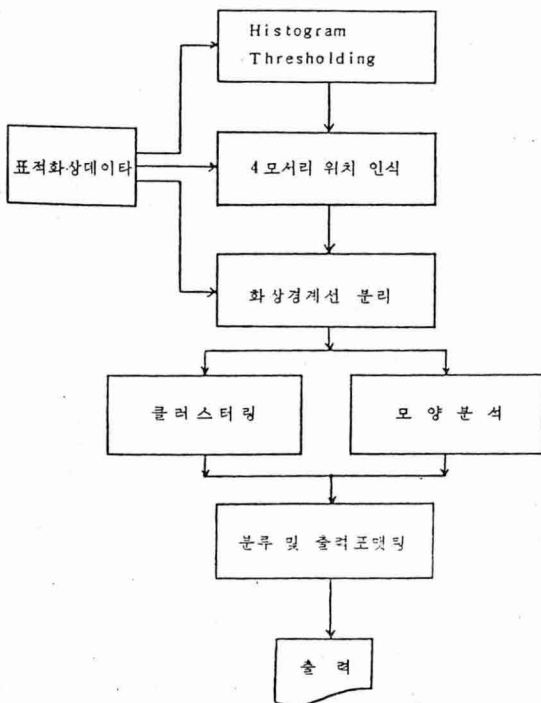 Histogram
Thresholding
표적화상데이타
4모서리 위치 인식
화상경계선 분리
클러스터링
모양분석
분류 및 출력포맷팅
출력